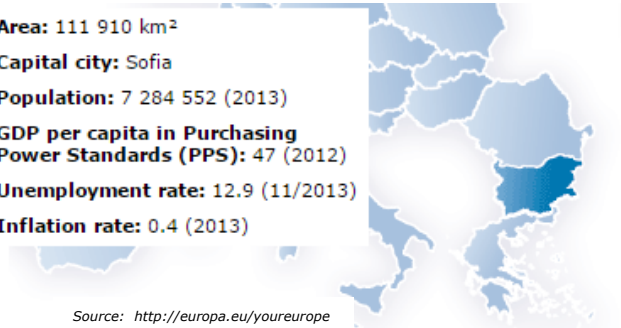 Area: 111 910 km²
Capital city: Sofia
Population: 7 284 552 (2013)
GDP per capita in Purchasing
Power Standards (PPS): 47 (2012)
Unemployment rate: 12.9 (11/2013)
Inflation rate: 0.4 (2013)
Source: http://europa.eu/youreurope